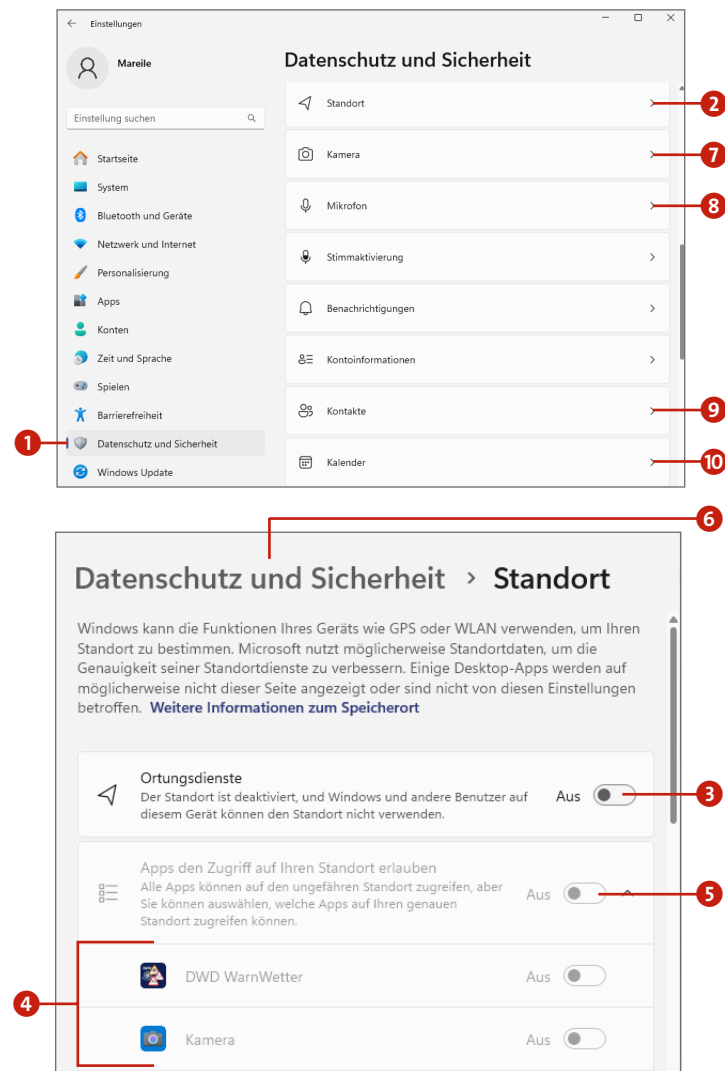 Einstellungen
Mareile
Einstellung suchen
Startseite
System
Bluetooth und Geräte
Netzwerk und Internet
Personalisierung
Apps
Konten
Zeit und Sprache
Spielen
Barrierefreiheit
1
Datenschutz und Sicherheit
Windows Update
Datenschutz und Sicherheit
Standort
2
Kamera
7
Mikrofon
8
Stimmaktivierung
Benachrichtigungen
Kontoinformationen
Kontakte
9
Kalender
10
6
Datenschutz und Sicherheit > Standort
Windows kann die Funktionen Ihres Geräts wie GPS oder WLAN verwenden, um Ihren
Standort zu bestimmen. Microsoft nutzt möglicherweise Standortdaten, um die
Genauigkeit seiner Standortdienste zu verbessern. Einige Desktop-Apps werden auf
möglicherweise nicht dieser Seite angezeigt oder sind nicht von diesen Einstellungen
betroffen. Weitere Informationen zum Speicherort
Ortungsdienste
Der Standort ist deaktiviert, und Windows und andere Benutzer auf
diesem Gerät können den Standort nicht verwenden.
Aus
3
Apps den Zugriff auf Ihren Standort erlauben
Alle Apps können auf den ungefähren Standort zugreifen, aber
Sie können auswählen, welche Apps auf Ihren genauen
Standort zugreifen können.
Aus
5
4
DWD WarnWetter
Aus
Kamera
Aus